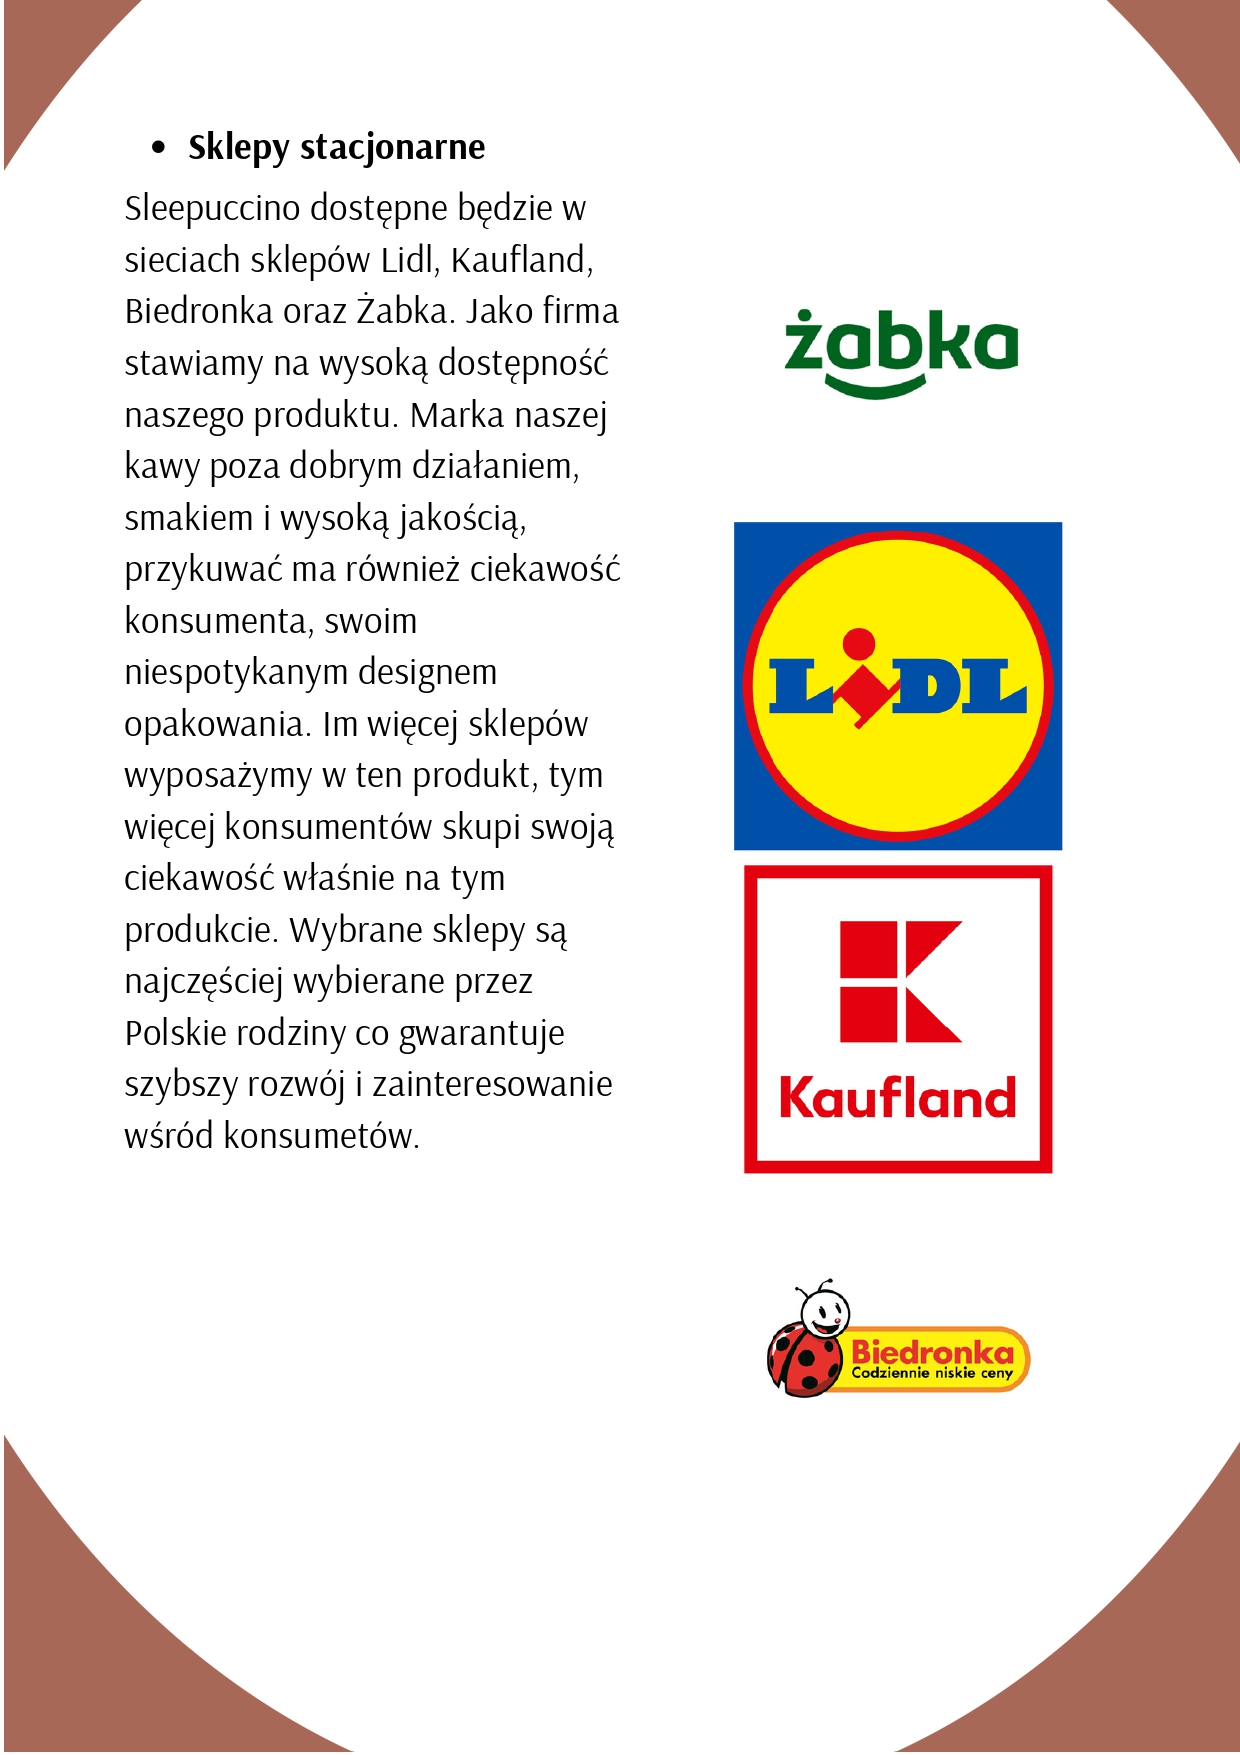 • Sklepy stacjonarne
Sleepuccino dostępne będzie w
sieciach sklepów Lidl, Kaufland,
Biedronka oraz Żabka. Jako firma
stawiamy na wysoką dostępność
naszego produktu. Marka naszej
kawy poza dobrym działaniem,
smakiem i wysoką jakością,
przykuwać ma również ciekawość
konsumenta, swoim
niespotykanym designem
opakowania. Im więcej sklepów
wyposażymy w ten produkt, tym
więcej konsumentów skupi swoją
ciekawość właśnie na tym
produkcie. Wybrane sklepy są
najczęściej wybierane przez
Polskie rodziny co gwarantuje
szybszy rozwój i zainteresowanie
wśród konsumetów.
żabka
LiDL
Kaufland
Biedronka
Codziennie niskie ceny